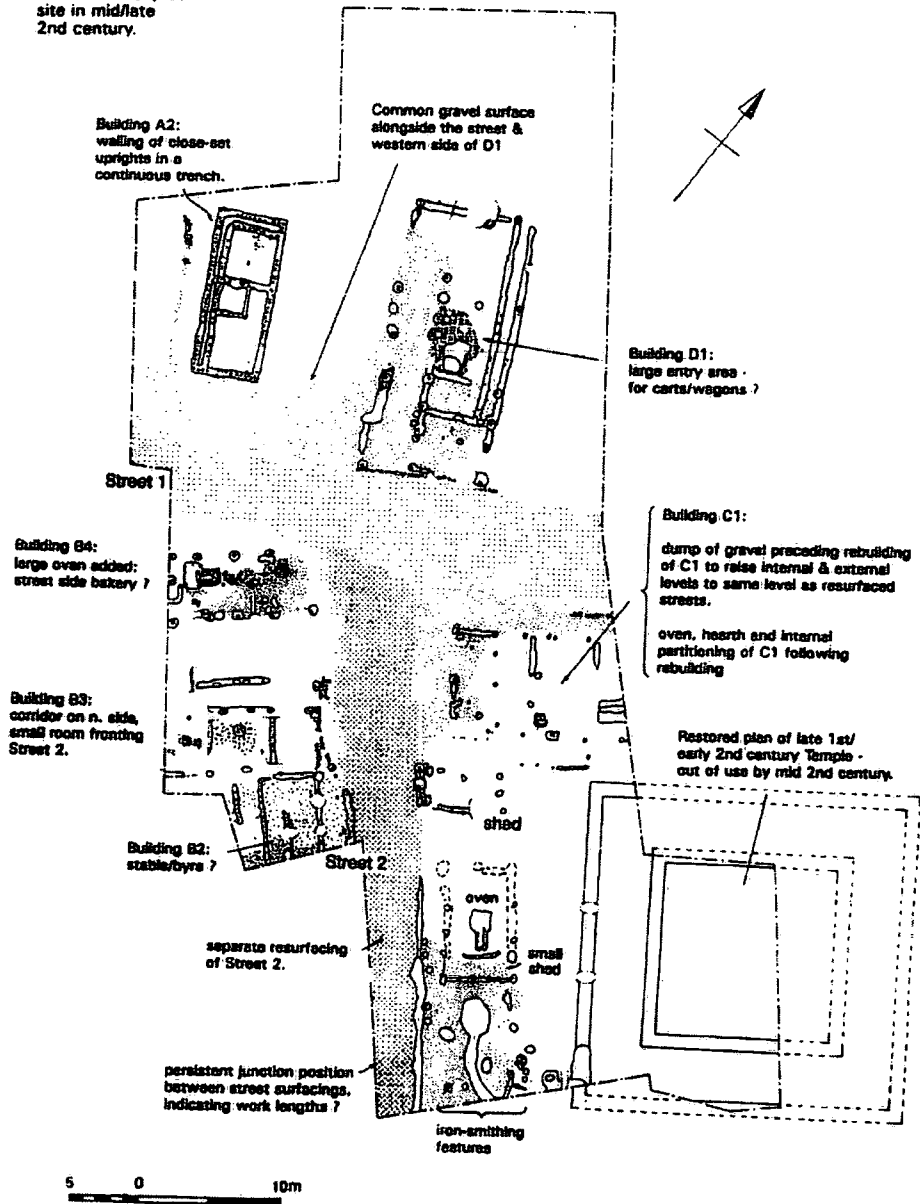 site in mid/late
2nd century.
Building A2:
walling of close-set
uprights in a
continuous trench.
Common gravel surface
alongside the street &
western side of D1
Building D1:
large entry area -
for carts/wagons ?
Street 1
Building B4:
large oven added:
street side bakery ?
Building C1:
dump of gravel preceding rebuilding
of C1 to raise internal & external
levels to same level as resurfaced
streets.
oven, hearth and internal
partitioning of C1 following
rebuilding
Building B3:
corridor on n. side,
small room fronting
Street 2.
Restored plan of late 1st/
early 2nd century Temple -
out of use by mid 2nd century.
shed
Building B2:
stable/byre ?
Street 2
oven
separate resurfacing
of Street 2.
small
shed
persistent junction position
between street surfacings,
indicating work lengths ?
iron-smithing
features
5 0 10m